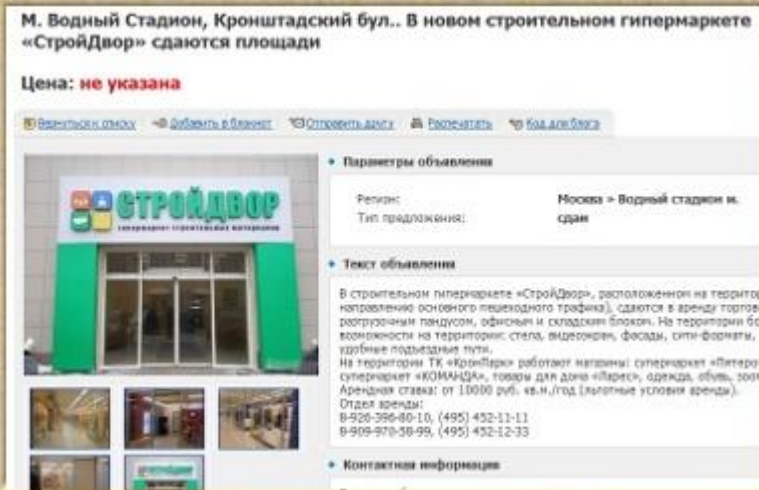 М. Водный Стадион, Кронштадский бул.. В новом строительном гипермаркете
«СтройДвор» сдаются площади
Цена: не указана
Вернуться к списку Добавить в блокнот Отправить другу Распечатать Код для блога
СТРОЙДВОР
гипермаркет строительных материалов
Параметры объявления
Регион: Москва > Водный стадион м.
Тип предложения: сдам
Текст объявления
В строительном гипермаркете «СтройДвор», расположенном на территор
направлению основного пешеходного трафика), сдаются в аренду торгов
разгрузочным пандусом, офисным и складским блоком. На территории бо
возможности на территории: стела, видеоэкран, фасады, сити-форматы,
удобные подъездные пути.
На территории ТК «КронПарк» работают магазины: супермаркет «Пятеро
супермаркет «КОМАНДА», товары для дома «Парес», одежда, обувь, зоо
Арендная ставка: от 10000 руб. кв.м./год (льготные условия аренды).
Отдел аренды:
8-926-396-80-10, (495) 452-11-11
8-909-970-58-99, (495) 452-12-33
Контактная информация
СТРОЙДВОР